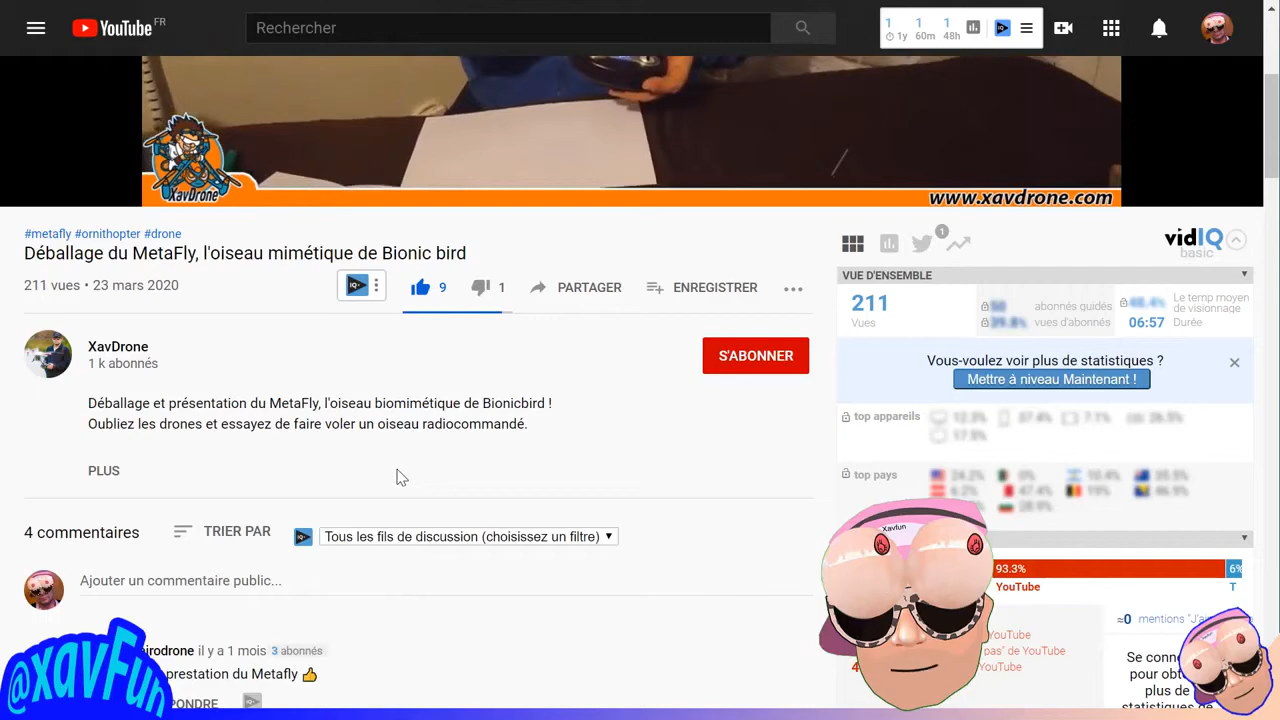 YouTube FR
Rechercher
1 1 1
1y 60m 48h
XavDrone
www.xavdrone.com
#metafly #ornithopter #drone
Déballage du MetaFly, l'oiseau mimétique de Bionic bird
211 vues • 23 mars 2020
9
1
PARTAGER
ENREGISTRER
XavDrone
1 k abonnés
S'ABONNER
Déballage et présentation du MetaFly, l'oiseau biomimétique de Bionicbird !
Oubliez les drones et essayez de faire voler un oiseau radiocommandé.
PLUS
4 commentaires
TRIER PAR
Tous les fils de discussion (choisissez un filtre)
Ajouter un commentaire public...
irodrone il y a 1 mois 3 abonnés
prestation du Metafly
PONDRE
@xavFun
1
vidIQ
basic
VUE D'ENSEMBLE
211
Vues
abonnés guidés
vues d'abonnés
Le temp moyen
de visionnage
06:57 Durée
Vous-voulez voir plus de statistiques ?
Mettre à niveau Maintenant !
top appareils
top pays
Xavfun
93.3%
6%
YouTube
T
≈0 mentions "J'ai
YouTube
pas" de YouTube
YouTube
Se conn
pour obt
plus de
statistiques de